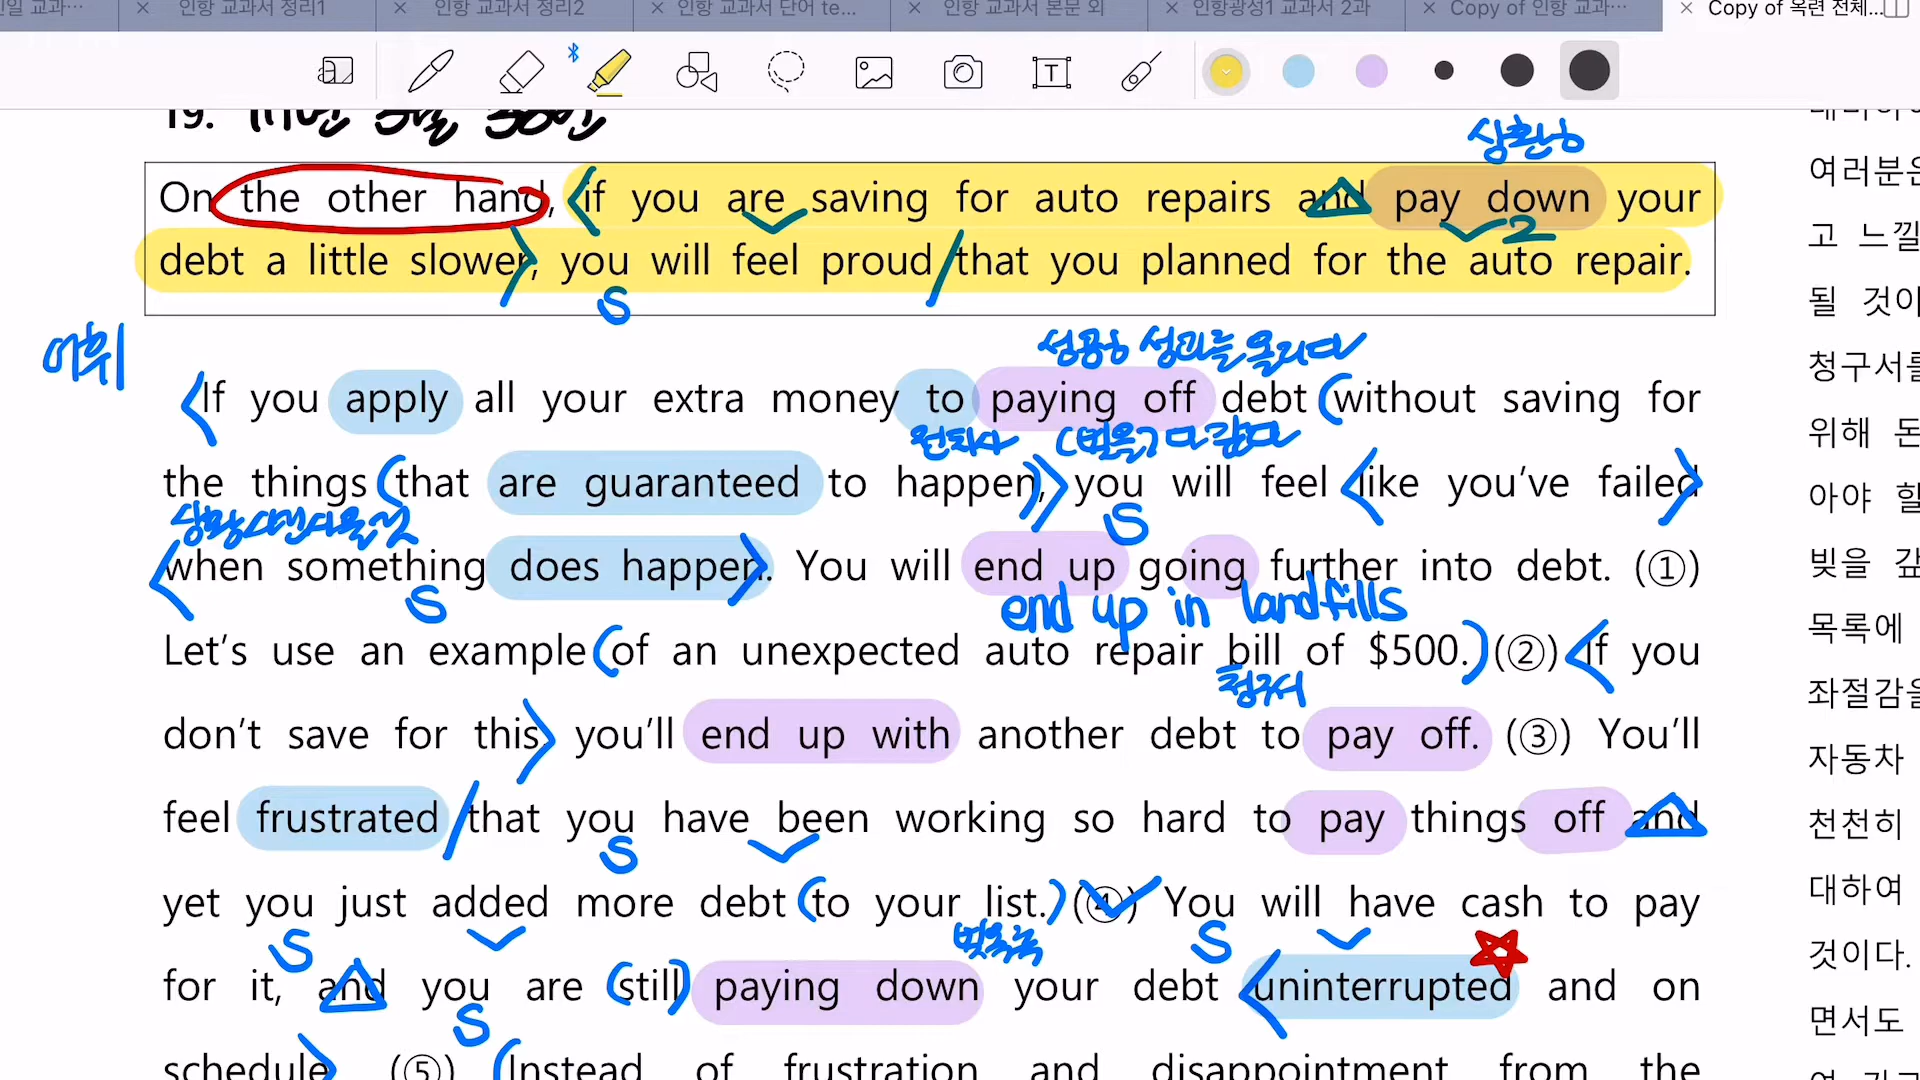 인항 교과서 정리1
인항 교과서 정리2
인항 교과서 단어 te...
인항 교과서 본문 외
인항광성1 교과서 2과
Copy of 인항 교과...
Copy of 옥련 전체...
19.
상환
On the other hand, if you are saving for auto repairs and pay down your
debt a little slower, you will feel proud that you planned for the auto repair.
S
어휘
성공, 성과를 올리다
If you apply all your extra money to paying off debt (without saving for
전치사 (빚을) 다 갚다
the things (that are guaranteed to happen), you will feel like you've failed
S
when something does happen. You will end up going further into debt. (①)
S
end up in landfills
Let's use an example (of an unexpected auto repair bill of $500.) (②) If you
청구서
don't save for this, you'll end up with another debt to pay off. (③) You'll
feel frustrated / that you have been working so hard to pay things off and
S
yet you just added more debt (to your list.) (④) You will have cash to pay
S
S
for it, and you are (still) paying down your debt uninterrupted and on
S
schedule. (⑤) (Instead of frustration and disappointment from the
여러분은
고 느낄
될 것이
청구서를
위해 돈
아야 할
빚을 갚
목록에
좌절감을
자동차
천천히
대하여
것이다.
면서도